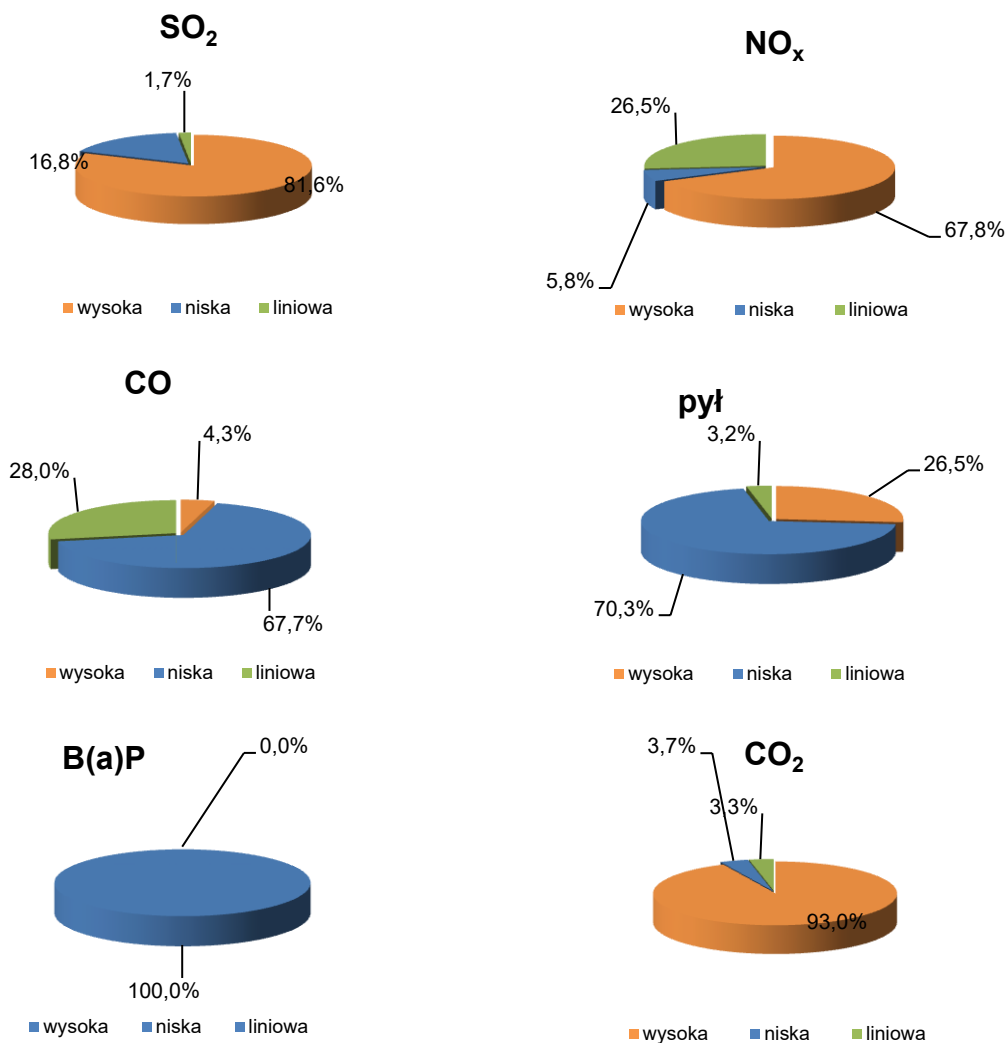 SO₂
1,7%
16,8%
81,6%
wysoka niska liniowa
NOₓ
26,5%
67,8%
5,8%
wysoka niska liniowa
CO
4,3%
28,0%
67,7%
wysoka niska liniowa
pył
3,2%
26,5%
70,3%
wysoka niska liniowa
B(a)P
0,0%
100,0%
wysoka niska liniowa
CO₂
3,7%
3,3%
93,0%
wysoka niska liniowa